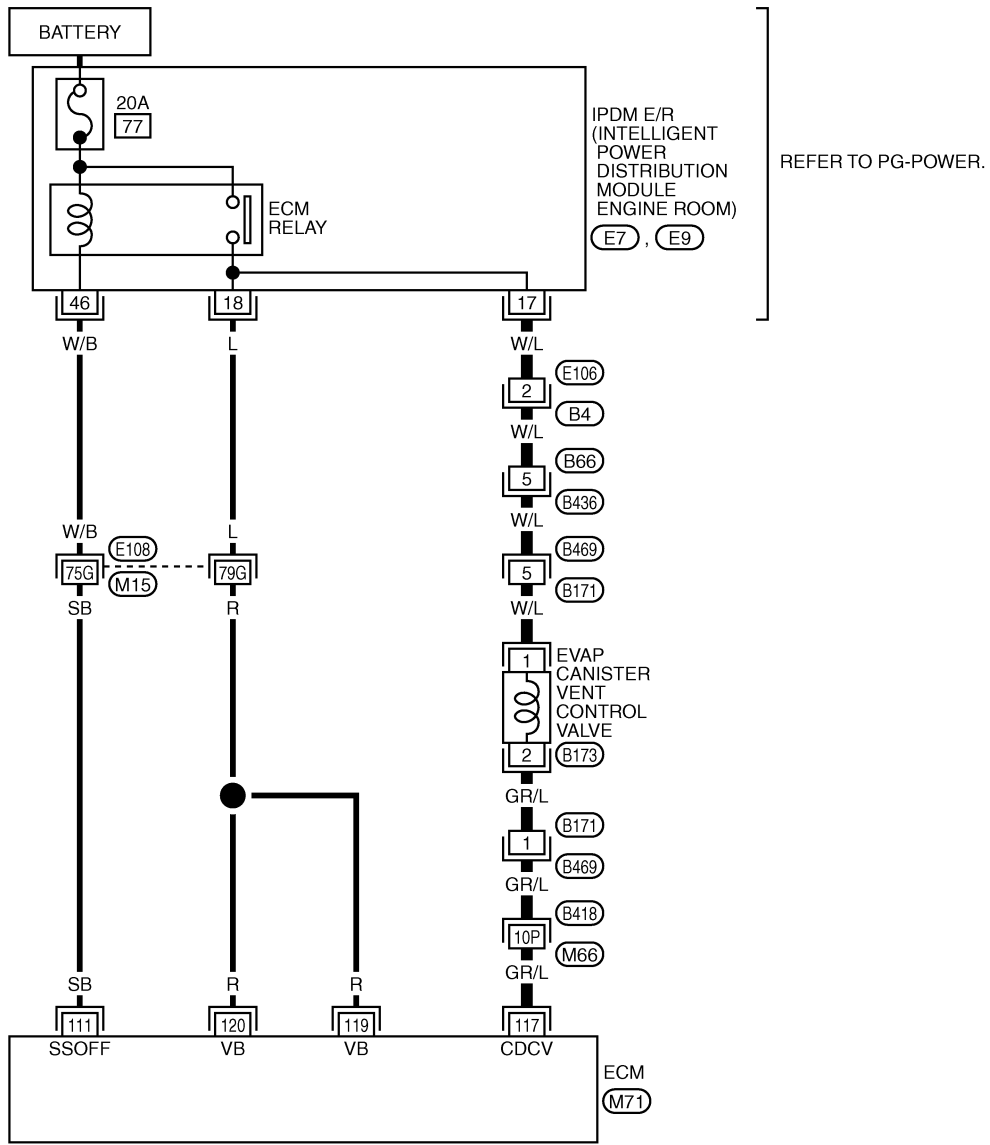 BATTERY
20A
77
IPDM E/R
(INTELLIGENT
POWER
DISTRIBUTION
MODULE
ENGINE ROOM)
E7 , E9
REFER TO PG-POWER.
ECM
RELAY
46 18 17
W/B L W/L
E106
2
B4
W/L
B66
5
B436
W/B L W/L
E108
B469
75G 79G 5
M15
B171
SB R W/L
1
EVAP
CANISTER
VENT
CONTROL
VALVE
2
B173
GR/L
B171
1
B469
GR/L
B418
10P
M66
SB R R GR/L
111 120 119 117
SSOFF VB VB CDCV
ECM
M71